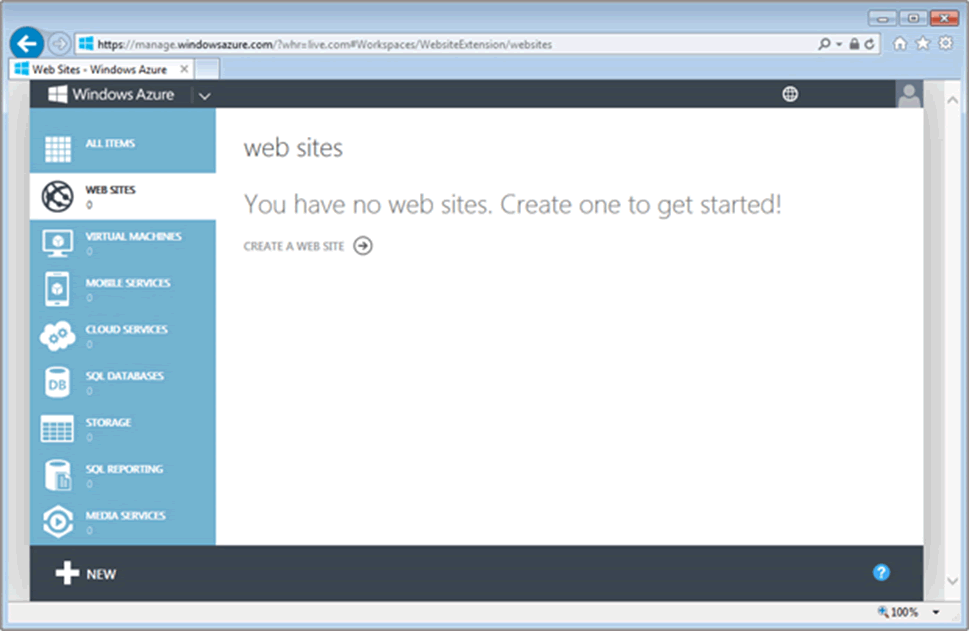 https://manage.windowsazure.com/?whr=live.com#Workspaces/WebsiteExtension/websites
Web Sites - Windows Azure
Windows Azure
ALL ITEMS
WEB SITES
0
VIRTUAL MACHINES
0
MOBILE SERVICES
0
CLOUD SERVICES
0
SQL DATABASES
0
STORAGE
0
SQL REPORTING
0
MEDIA SERVICES
0
web sites
You have no web sites. Create one to get started!
CREATE A WEB SITE
DB
NEW
?
100%